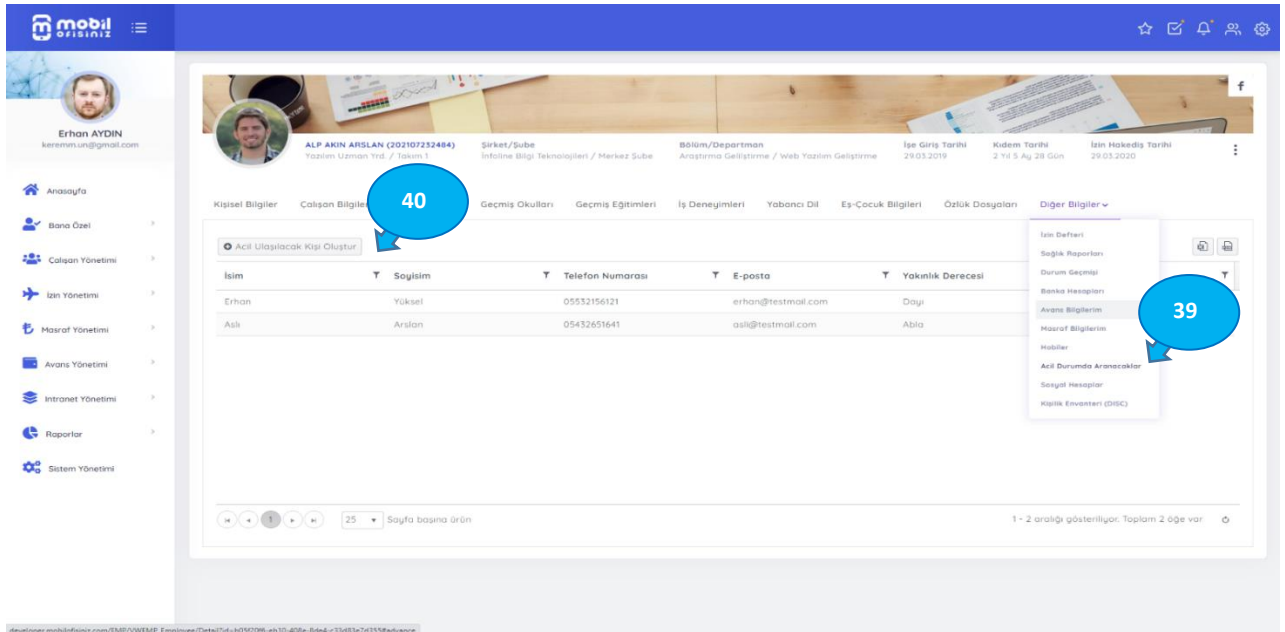 mobil
ofisiniz
Erhan AYDIN
keremm.un@gmail.com
Anasayfa
Bana Özel
Çalışan Yönetimi
İzin Yönetimi
Masraf Yönetimi
Avans Yönetimi
Intranet Yönetimi
Raporlar
Sistem Yönetimi
f
ALP AKIN ARSLAN (202107232484)
Yazılım Uzman Yrd. / Takım 1
Şirket/Şube
İnfoline Bilgi Teknolojileri / Merkez Şube
Bölüm/Departman
Araştırma Geliştirme / Web Yazılım Geliştirme
İşe Giriş Tarihi
29.03.2019
Kıdem Tarihi
2 Yıl 5 Ay 28 Gün
İzin Hakediş Tarihi
29.03.2020
Kişisel Bilgiler Çalışan Bilgiler 40 Geçmiş Okulları Geçmiş Eğitimleri İş Deneyimleri Yabancı Dil Eş-Çocuk Bilgileri Özlük Dosyaları Diğer Bilgiler
Acil Ulaşılacak Kişi Oluştur
İsim Soyisim Telefon Numarası E-posta Yakınlık Derecesi
Erhan Yüksel 05532156121 erhan@testmail.com Dayı
Aslı Arslan 05432651641 asli@testmail.com Abla
İzin Defteri
Sağlık Raporları
Durum Geçmişi
Banka Hesapları
Avans Bilgilerim
Masraf Bilgilerim
Hobiler
Acil Durumda Aranacaklar
Sosyal Hesaplar
Kişilik Envanteri (DISC)
39
1 25 Sayfa başına ürün
1 - 2 aralığı gösteriliyor. Toplam 2 öğe var